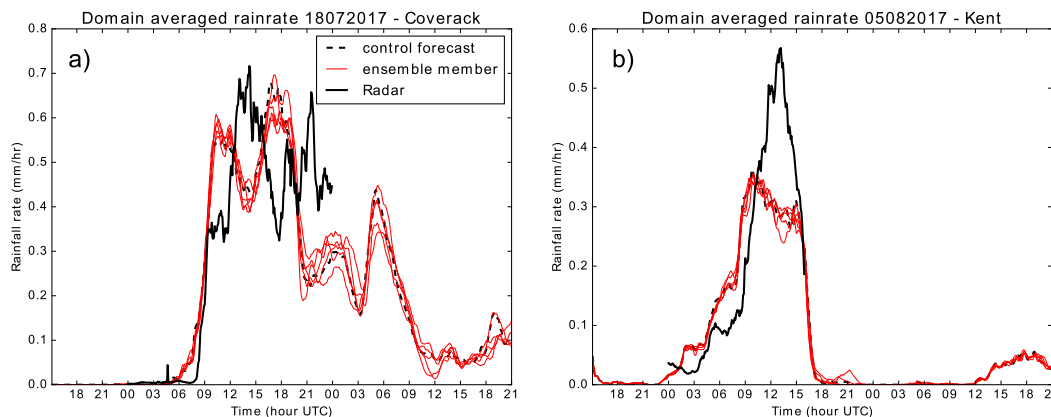 Domain averaged rainrate 18072017 - Coverack
a)
control forecast
ensemble member
Radar
Rainfall rate (mm/hr)
0.8
0.7
0.6
0.5
0.4
0.3
0.2
0.1
0.0
18 21 00 03 06 09 12 15 18 21 00 03 06 09 12 15 18 21
Time (hour UTC)
Domain averaged rainrate 05082017 - Kent
b)
Rainfall rate (mm/hr)
0.6
0.5
0.4
0.3
0.2
0.1
0.0
18 21 00 03 06 09 12 15 18 21 00 03 06 09 12 15 18 21
Time (hour UTC)